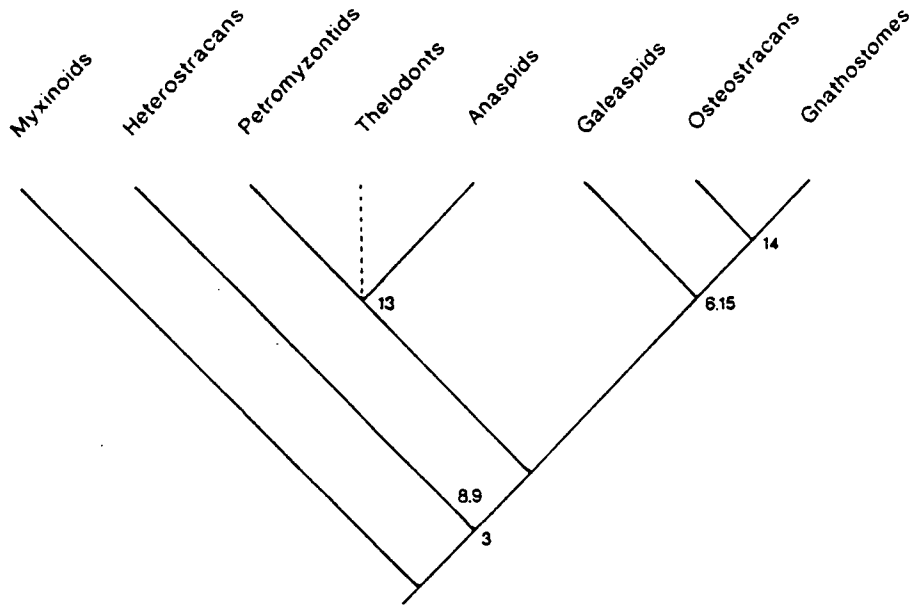 Myxinoids
Heterostracans
Petromyzontids
Thelodonts
Anaspids
Galeaspids
Osteostracans
Gnathostomes
14
13
6.15
8.9
3